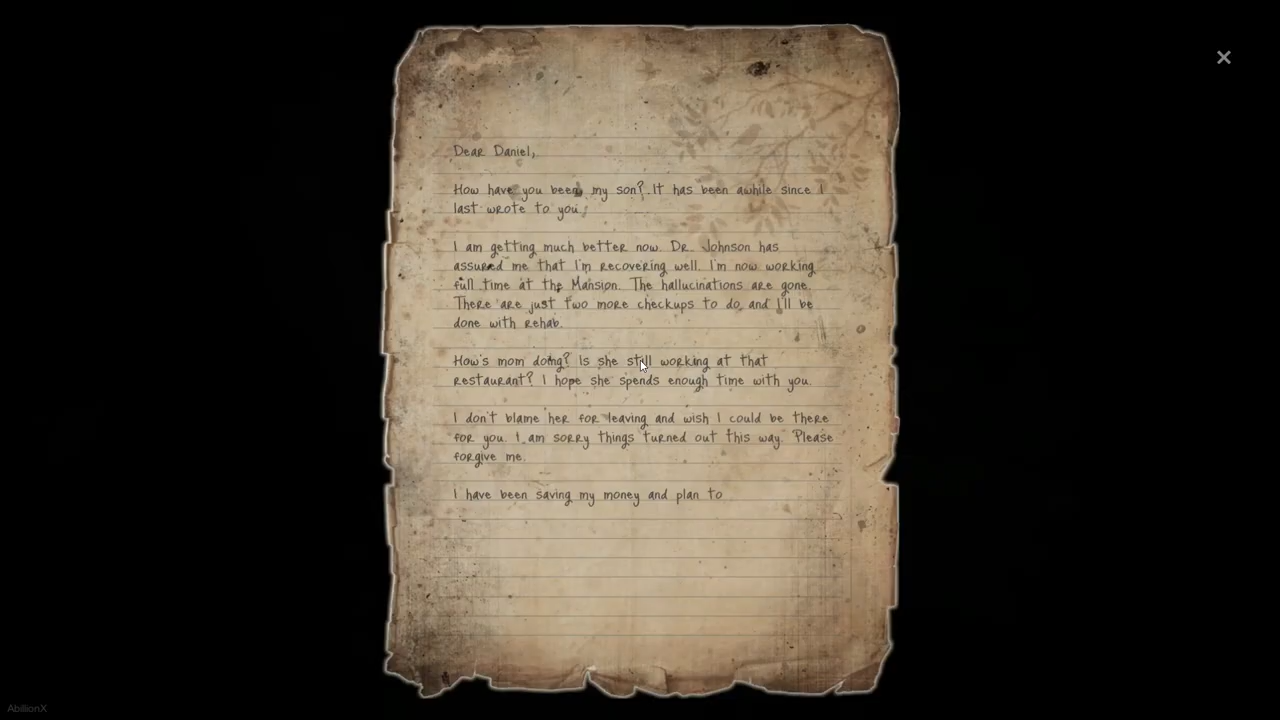 Dear Daniel,
How have you been, my son? It has been awhile since I
last wrote to you.
I am getting much better now. Dr. Johnson has
assured me that I'm recovering well. I'm now working
full time at the Mansion. The hallucinations are gone.
There are just two more checkups to do and I'll be
done with rehab.
How's mom doing? Is she still working at that
restaurant? I hope she spends enough time with you.
I don't blame her for leaving and wish I could be there
for you. I am sorry things turned out this way. Please
forgive me.
I have been saving my money and plan to
AbillionX